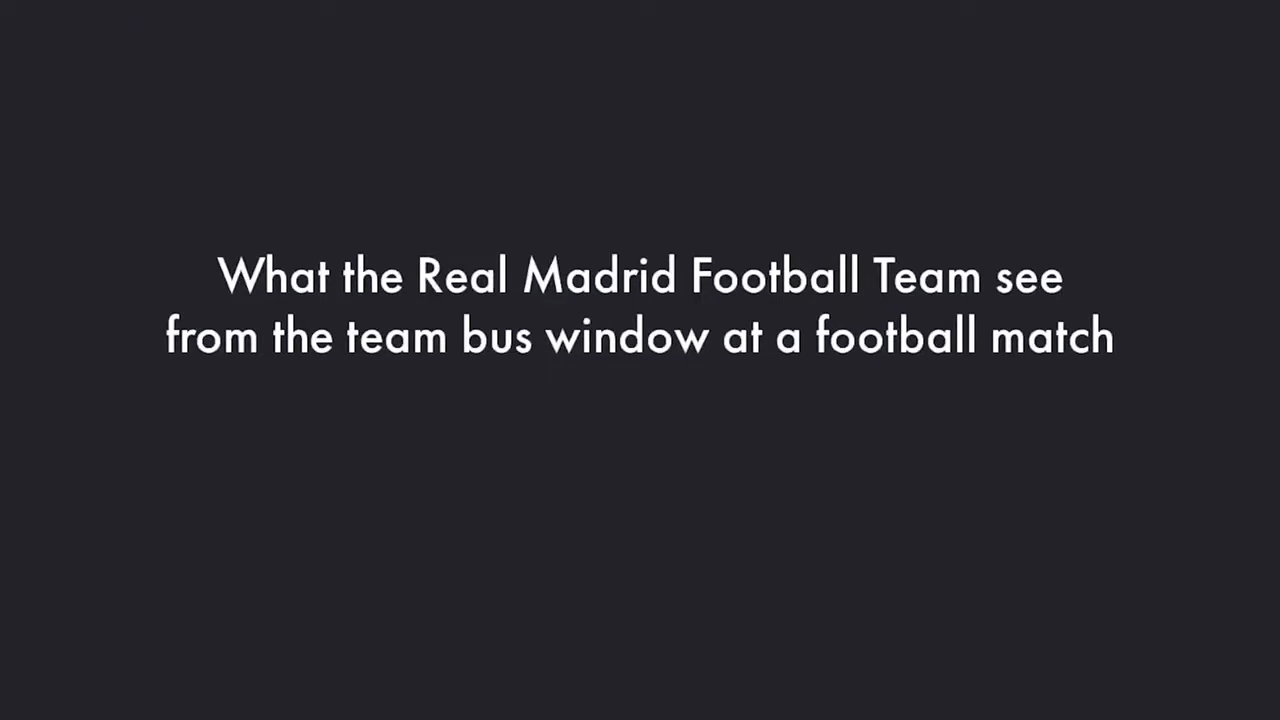 What the Real Madrid Football Team see
from the team bus window at a football match